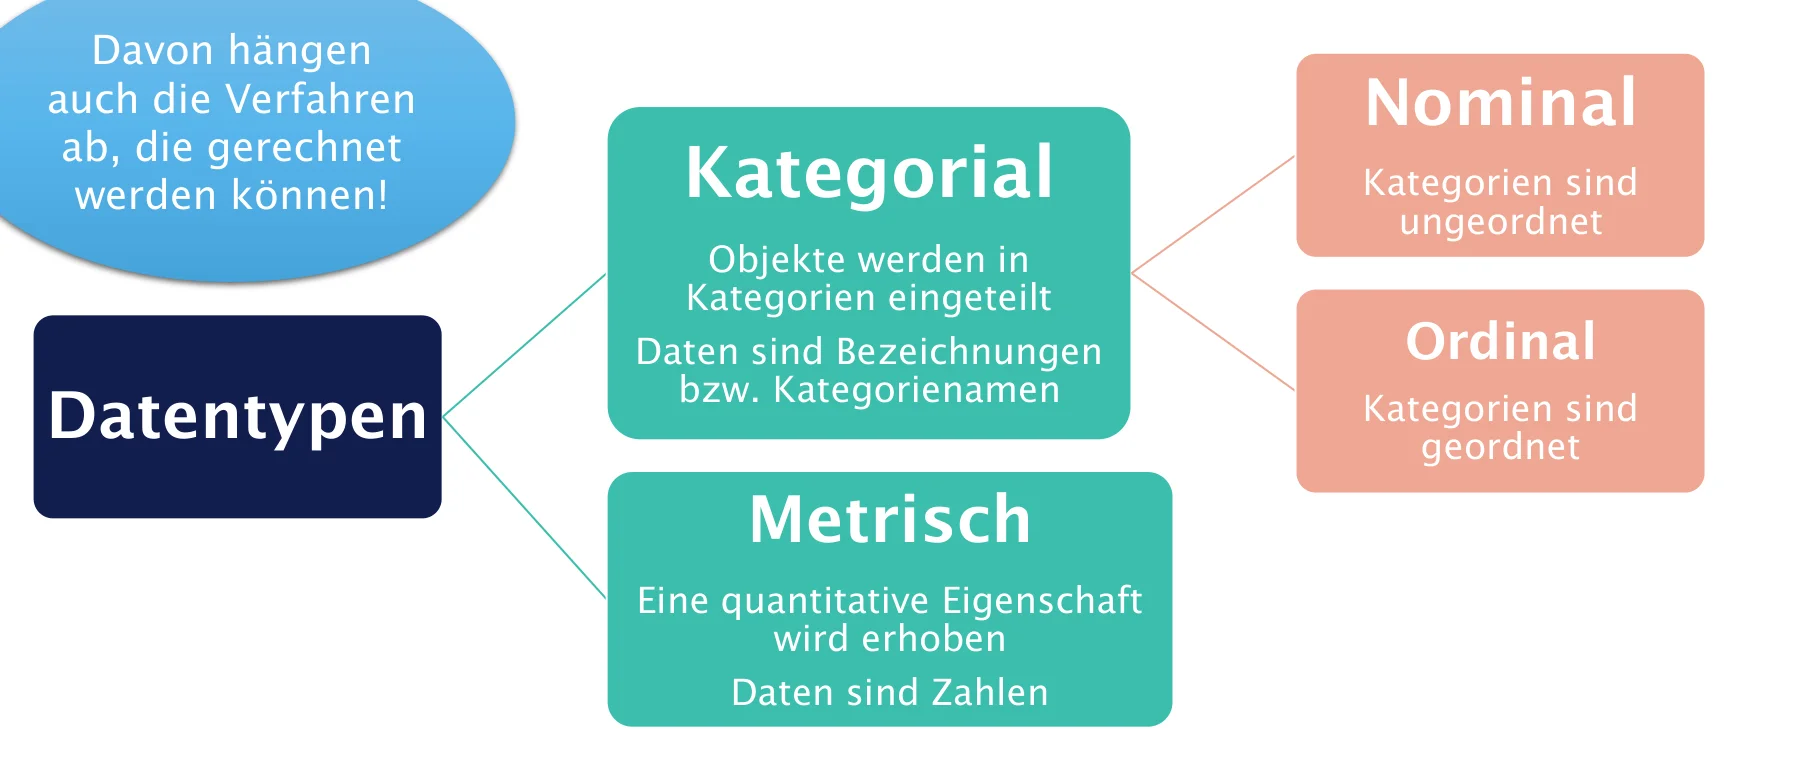 Davon hängen
auch die Verfahren
ab, die gerechnet
werden können!
Datentypen
Kategorial
Objekte werden in
Kategorien eingeteilt
Daten sind Bezeichnungen
bzw. Kategorienamen
Metrisch
Eine quantitative Eigenschaft
wird erhoben
Daten sind Zahlen
Nominal
Kategorien sind
ungeordnet
Ordinal
Kategorien sind
geordnet